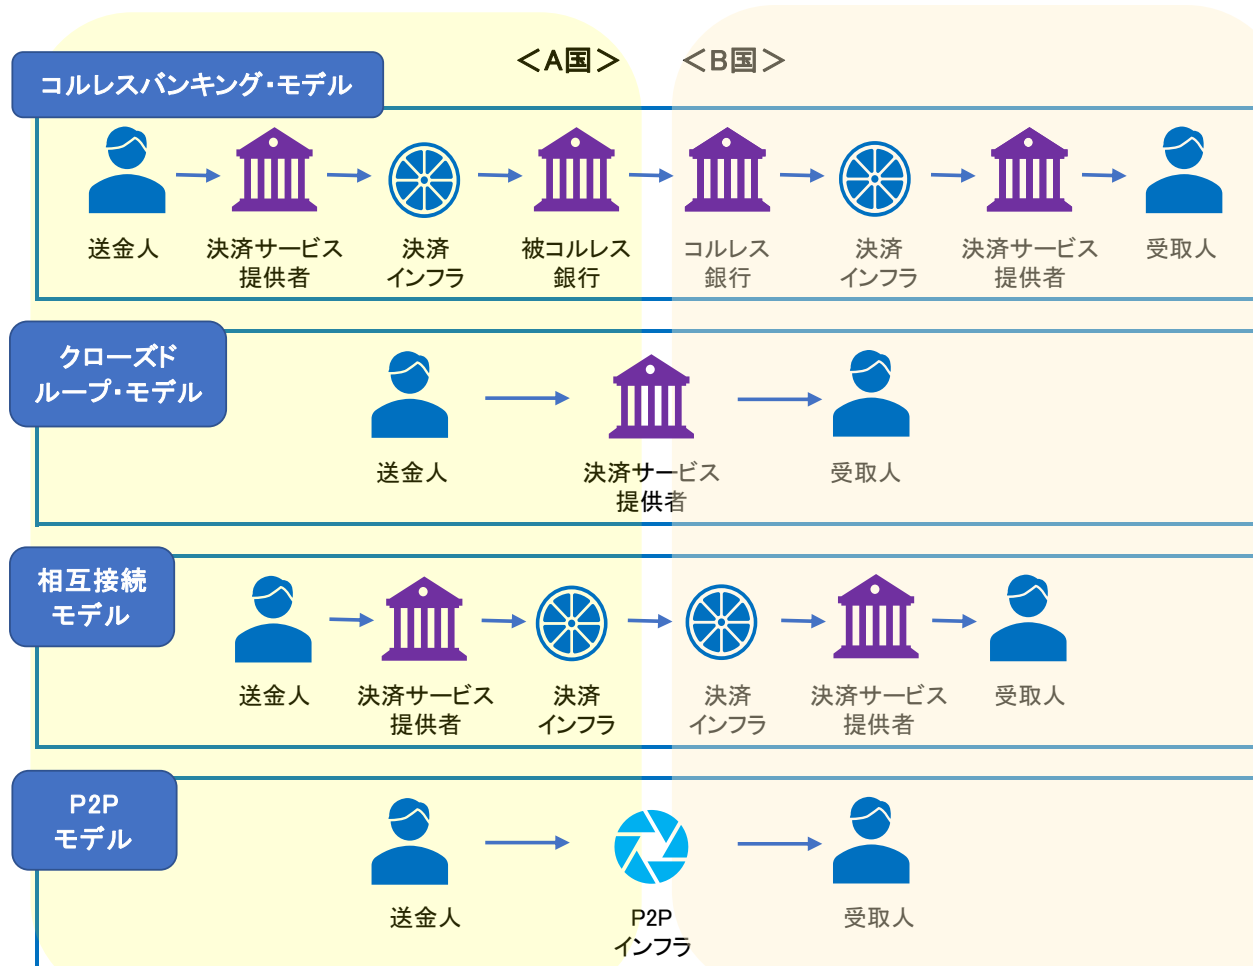 ＜A国＞
＜B国＞
コルレスバンキング・モデル
送金人
決済サービス
提供者
決済
インフラ
被コルレス
銀行
コルレス
銀行
決済
インフラ
決済サービス
提供者
受取人
クローズド
ループ・モデル
送金人
決済サービス
提供者
受取人
相互接続
モデル
送金人
決済サービス
提供者
決済
インフラ
決済
インフラ
決済サービス
提供者
受取人
P2P
モデル
送金人
P2P
インフラ
受取人